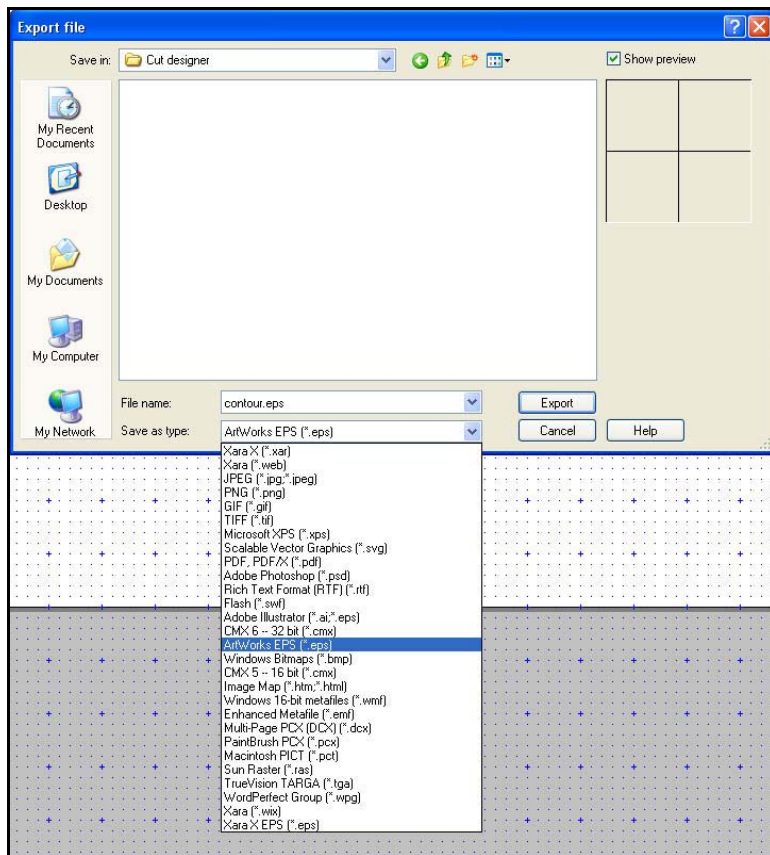 Export file
Save in: Cut designer
Show preview
My Recent
Documents
Desktop
My Documents
My Computer
My Network
File name: contour.eps Export
Save as type: ArtWorks EPS (*.eps) Cancel Help
Xara X (*.xar)
Xara (*.web)
JPEG (*.jpg;*.jpeg)
PNG (*.png)
GIF (*.gif)
TIFF (*.tif)
Microsoft XPS (*.xps)
Scalable Vector Graphics (*.svg)
PDF, PDF/X (*.pdf)
Adobe Photoshop (*.psd)
Rich Text Format (RTF) (*.rtf)
Flash (*.swf)
Adobe Illustrator (*.ai;*.eps)
CMX 6 -- 32 bit (*.cmx)
ArtWorks EPS (*.eps)
Windows Bitmaps (*.bmp)
CMX 5 -- 16 bit (*.cmx)
Image Map (*.htm;*.html)
Windows 16-bit metafiles (*.wmf)
Enhanced Metafile (*.emf)
Multi-Page PCX (DCX) (*.dcx)
PaintBrush PCX (*.pcx)
Macintosh PICT (*.pct)
Sun Raster (*.ras)
TrueVision TARGA (*.tga)
WordPerfect Group (*.wpg)
Xara (*.wix)
Xara X EPS (*.eps)